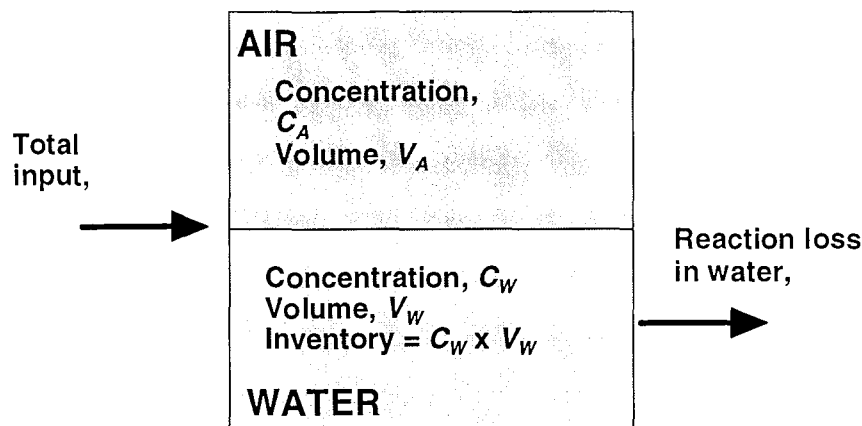 AIR
Concentration,
C_A
Volume, V_A
Total
input,
Concentration, C_W
Volume, V_W
Inventory = C_W x V_W
WATER
Reaction loss
in water,